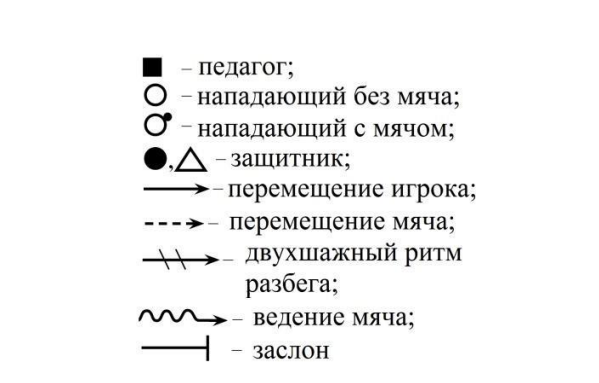 – педагог;
– нападающий без мяча;
– нападающий с мячом;
, – защитник;
– перемещение игрока;
– перемещение мяча;
– двухшажный ритм
разбега;
– ведение мяча;
– заслон